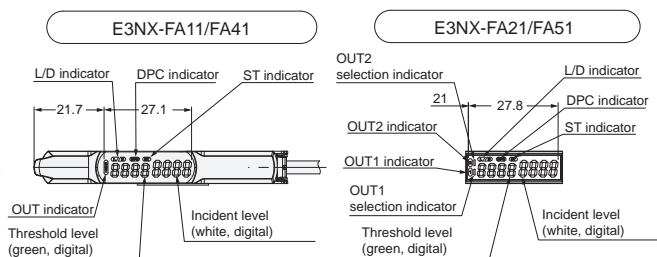 E3NX-FA11/FA41
L/D indicator
DPC indicator
ST indicator
21.7
27.1
OUT indicator
Threshold level
(green, digital)
Incident level
(white, digital)
E3NX-FA21/FA51
OUT2
selection indicator
L/D indicator
21
27.8
DPC indicator
OUT2 indicator
ST indicator
OUT1 indicator
OUT1
selection indicator
Threshold level
(green, digital)
Incident level
(white, digital)